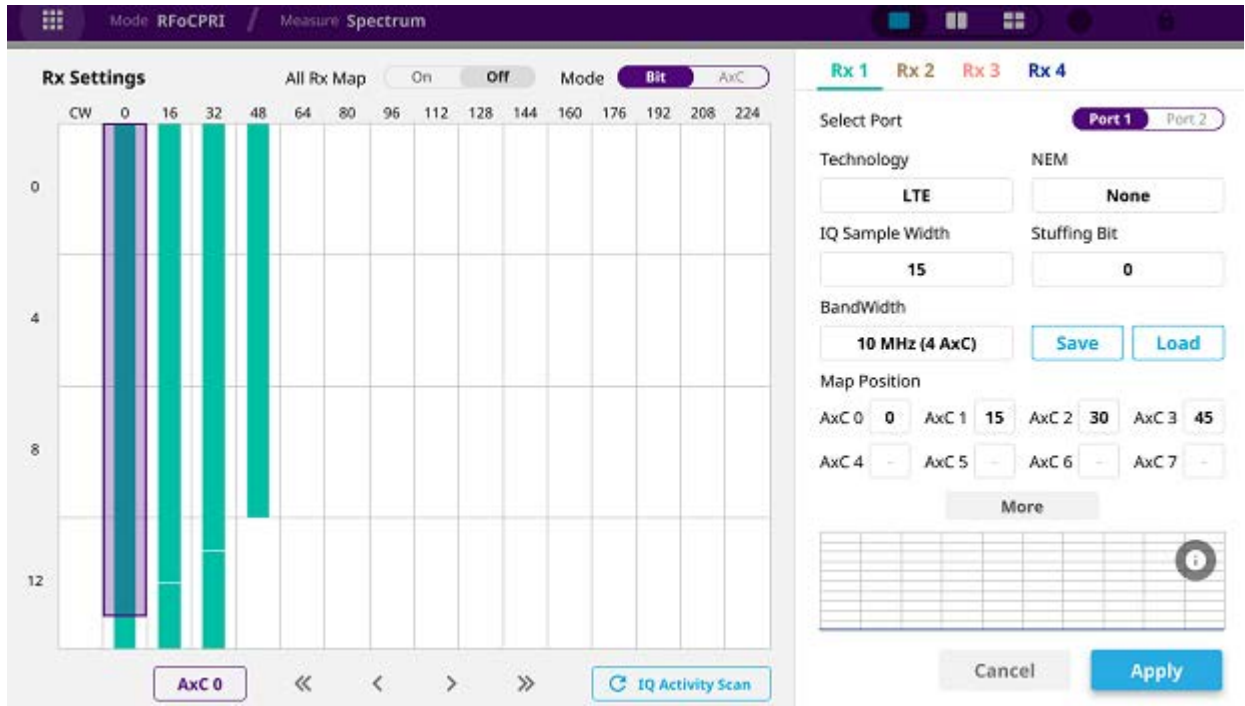 Mode RFoCPRI / Measure Spectrum
Rx Settings All Rx Map On Off Mode Bit AxC
CW 0 16 32 48 64 80 96 112 128 144 160 176 192 208 224
0
4
8
12
AxC 0 « < > » IQ Activity Scan
Rx 1 Rx 2 Rx 3 Rx 4
Select Port Port 1 Port 2
Technology NEM
LTE None
IQ Sample Width Stuffing Bit
15 0
BandWidth
10 MHz (4 AxC) Save Load
Map Position
AxC 0 0 AxC 1 15 AxC 2 30 AxC 3 45
AxC 4 - AxC 5 - AxC 6 - AxC 7 -
More
Cancel Apply